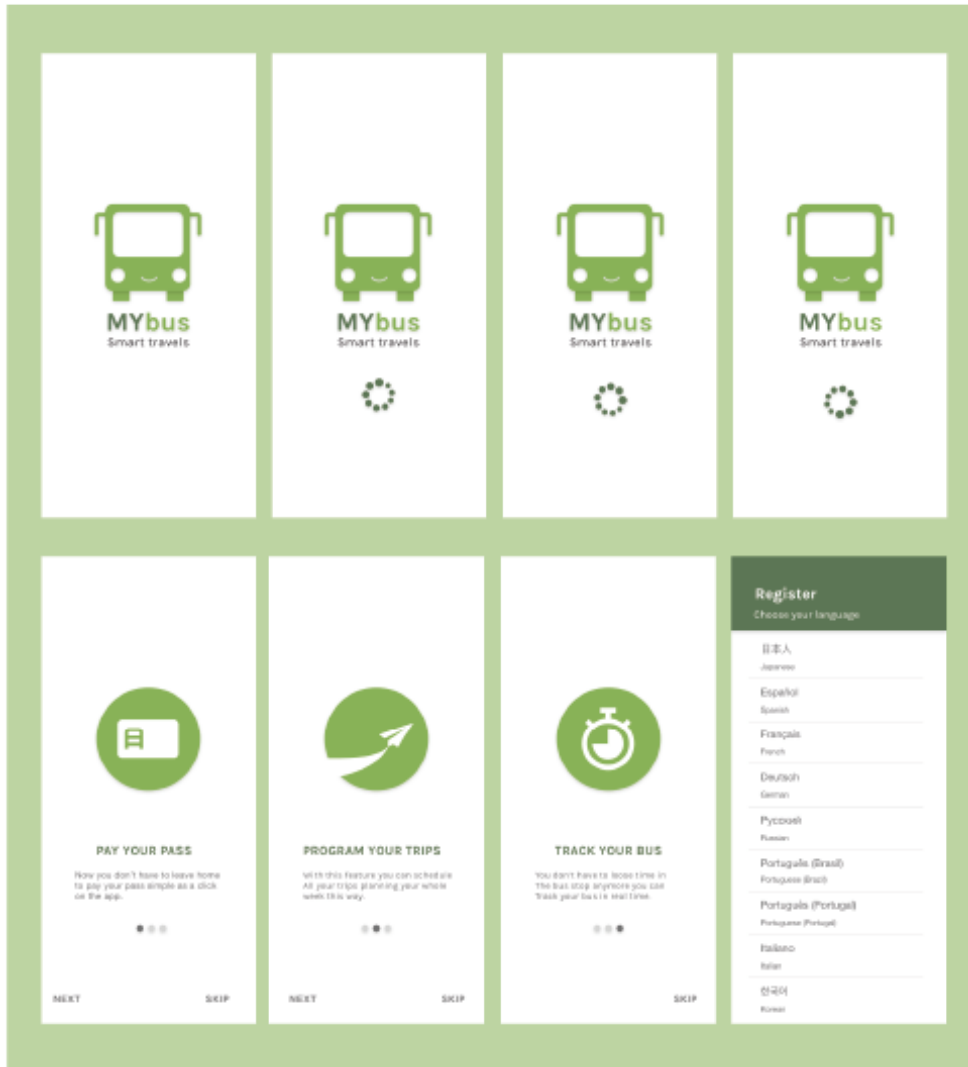 MYbus
Smart travels
MYbus
Smart travels
MYbus
Smart travels
MYbus
Smart travels
PAY YOUR PASS
Now you don't have to leave home
to pay your pass simple as a click
on the app.
NEXT
SKIP
PROGRAM YOUR TRIPS
With this feature you can schedule
All your trips planning your whole
week this way.
NEXT
SKIP
TRACK YOUR BUS
You don't have to loose time in
The bus stop anymore you can
Track your bus in real time.
SKIP
Register
Choose your language
日本人
Japanese
Español
Spanish
Français
French
Deutsch
German
Русский
Russian
Português (Brasil)
Portuguese (Brazil)
Português (Portugal)
Portuguese (Portugal)
Italiano
Italian
한국어
Korean